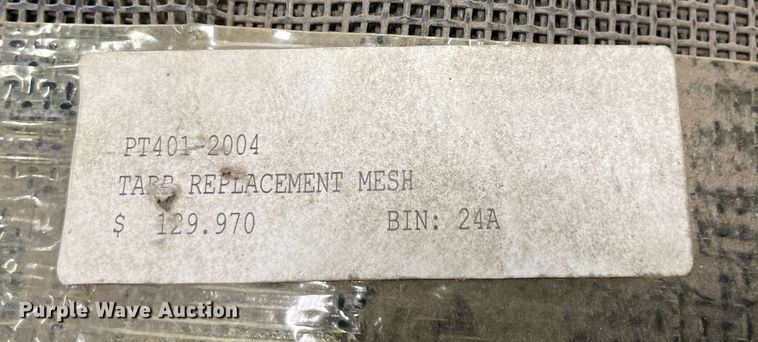 PT401-2004
TARP REPLACEMENT MESH
$ 129.970 BIN: 24A
Purple Wave Auction